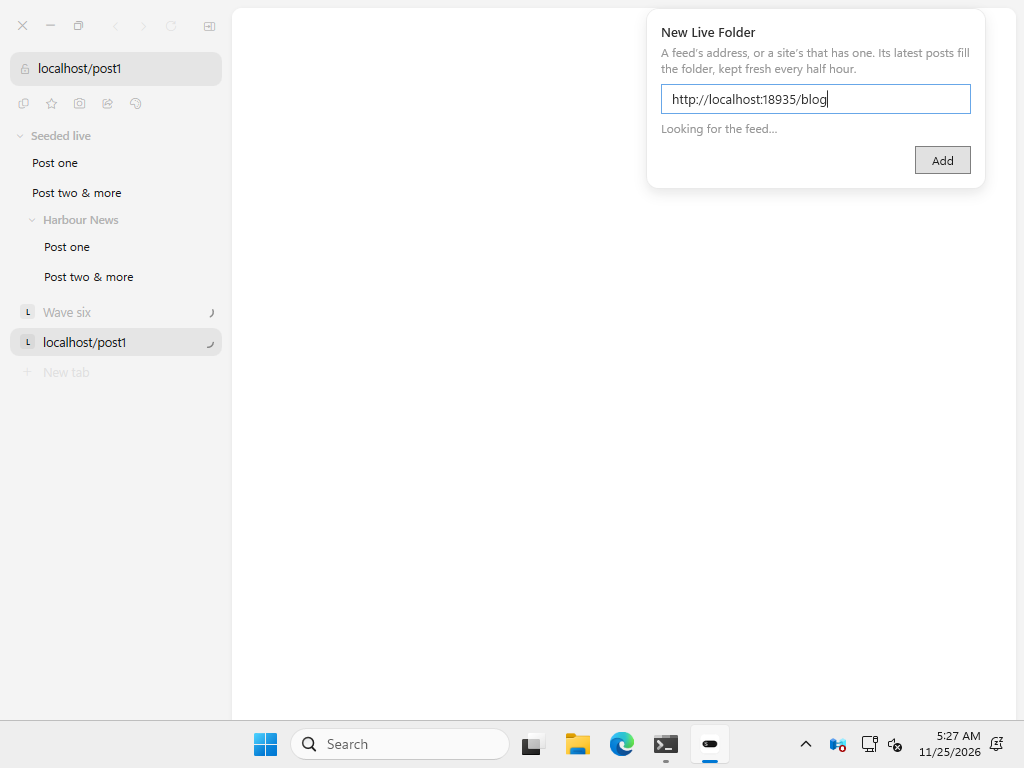 localhost/post1
Seeded live
Post one
Post two & more
Harbour News
Post one
Post two & more
L Wave six
L localhost/post1
New tab
New Live Folder
A feed's address, or a site's that has one. Its latest posts fill
the folder, kept fresh every half hour.
http://localhost:18935/blog
Looking for the feed...
Add
Search
5:27 AM
11/25/2026